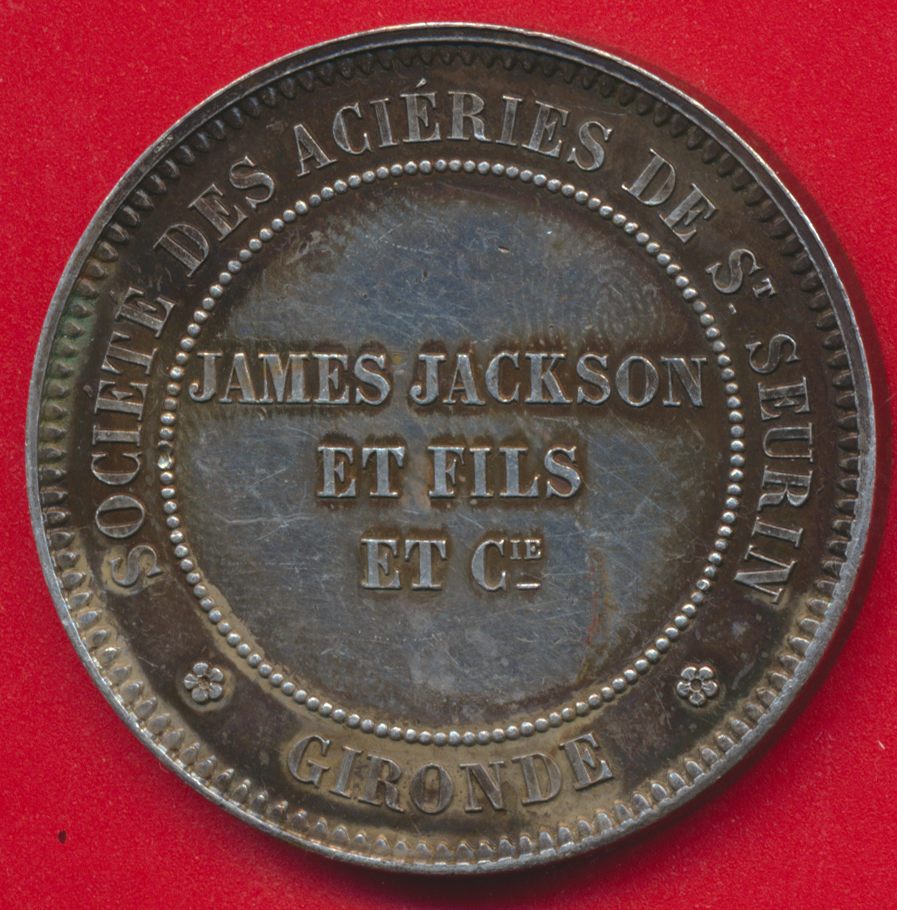 SOCIÉTÉ DES ACIÉRIES DE ST. SEURIN
JAMES JACKSON
ET FILS
ET CIE
GIRONDE